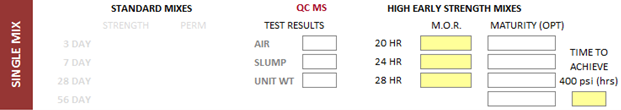 SINGLE MIX
STANDARD MIXES QC MS HIGH EARLY STRENGTH MIXES
STRENGTH PERM TEST RESULTS M.O.R. MATURITY (OPT)
3 DAY AIR 20 HR
7 DAY SLUMP 24 HR
28 DAY UNIT WT 28 HR
56 DAY
TIME TO
ACHIEVE
400 psi (hrs)